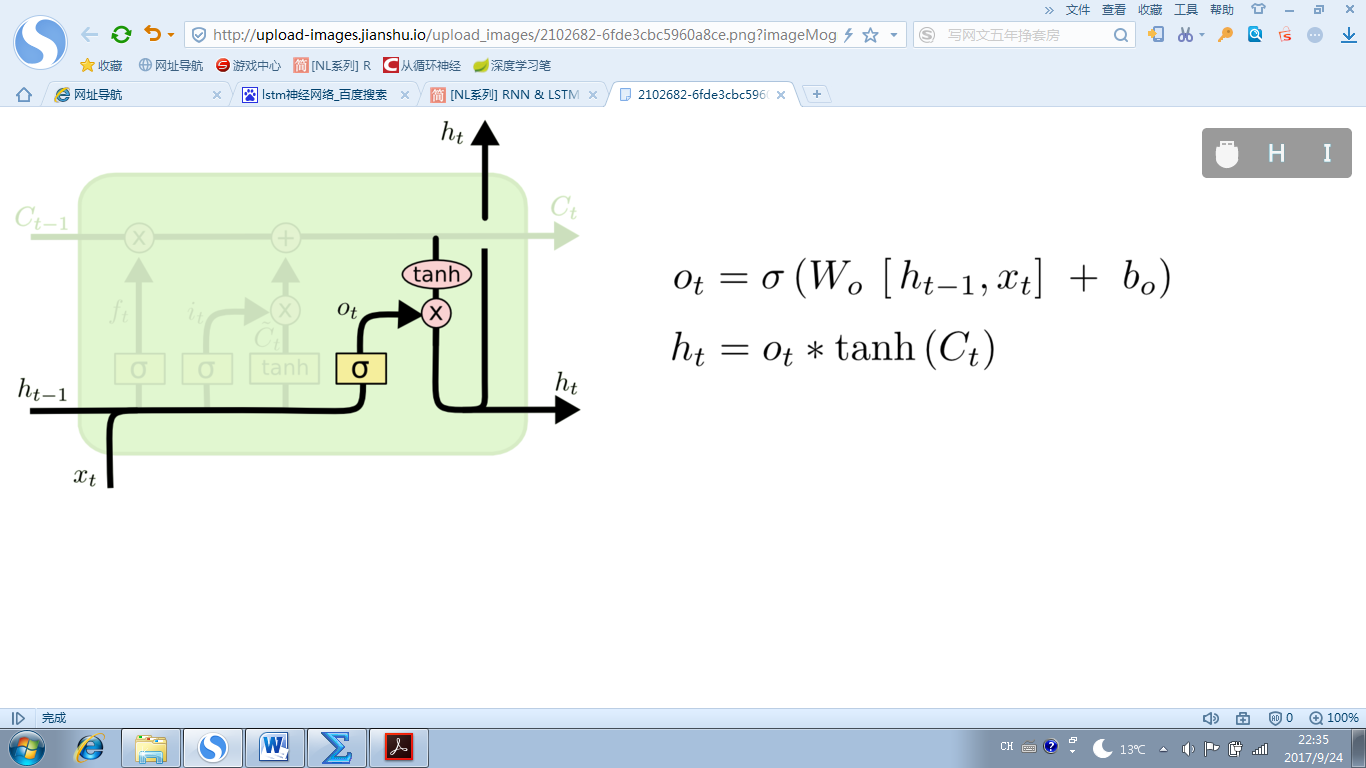 » 文件 查看 收藏 工具 帮助
http://upload-images.jianshu.io/upload_images/2102682-6fde3cbc5960a8ce.png?imageMog
写网文五年挣套房
收藏 网址导航 游戏中心 [NL系列] R 从循环神经 深度学习笔
网址导航 lstm神经网络_百度搜索 [NL系列] RNN & LSTM 2102682-6fde3cbc596
h_t
H I
C_{t-1} C_t
x +
tanh
o_t = σ (W_o [h_{t-1}, x_t] + b_o)
f_t i_t x o_t x
C̃_t
h_t = o_t * tanh (C_t)
σ σ tanh σ
h_{t-1} h_t
x_t
完成 0 100%
CH 13℃ 22:35
2017/9/24